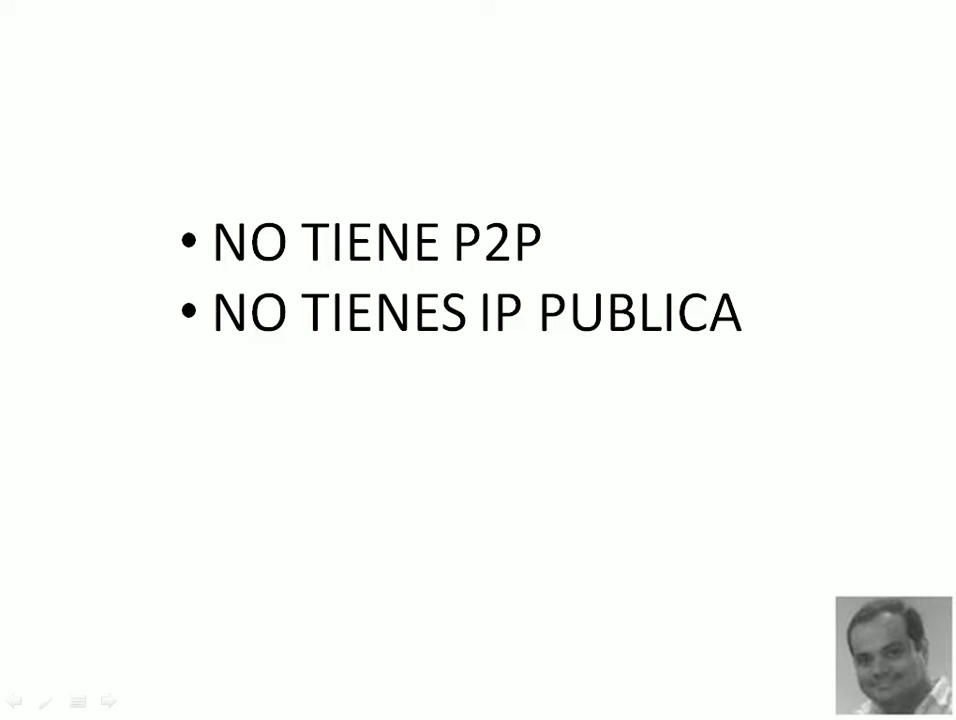 • NO TIENE P2P
• NO TIENES IP PUBLICA